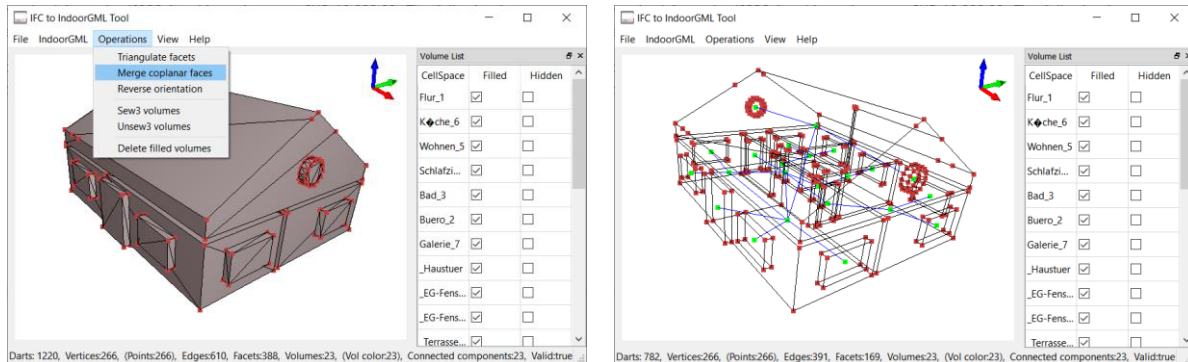 IFC to IndoorGML Tool
File IndoorGML Operations View Help
Triangulate facets
Merge coplanar faces
Reverse orientation
Sew3 volumes
Unsew3 volumes
Delete filled volumes
Volume List
CellSpace Filled Hidden
Flur_1
K�che_6
Wohnen_5
Schlafzi...
Bad_3
Buero_2
Galerie_7
_Haustuer
_EG-Fens...
_EG-Fens...
Terrasse...
Darts: 1220, Vertices:266, (Points:266), Edges:610, Facets:388, Volumes:23, (Vol color:23), Connected components:23, Valid:true
IFC to IndoorGML Tool
File IndoorGML Operations View Help
Volume List
CellSpace Filled Hidden
Flur_1
K�che_6
Wohnen_5
Schlafzi...
Bad_3
Buero_2
Galerie_7
_Haustuer
_EG-Fens...
_EG-Fens...
Terrasse...
Darts: 782, Vertices:266, (Points:266), Edges:391, Facets:169, Volumes:23, (Vol color:23), Connected components:23, Valid:true